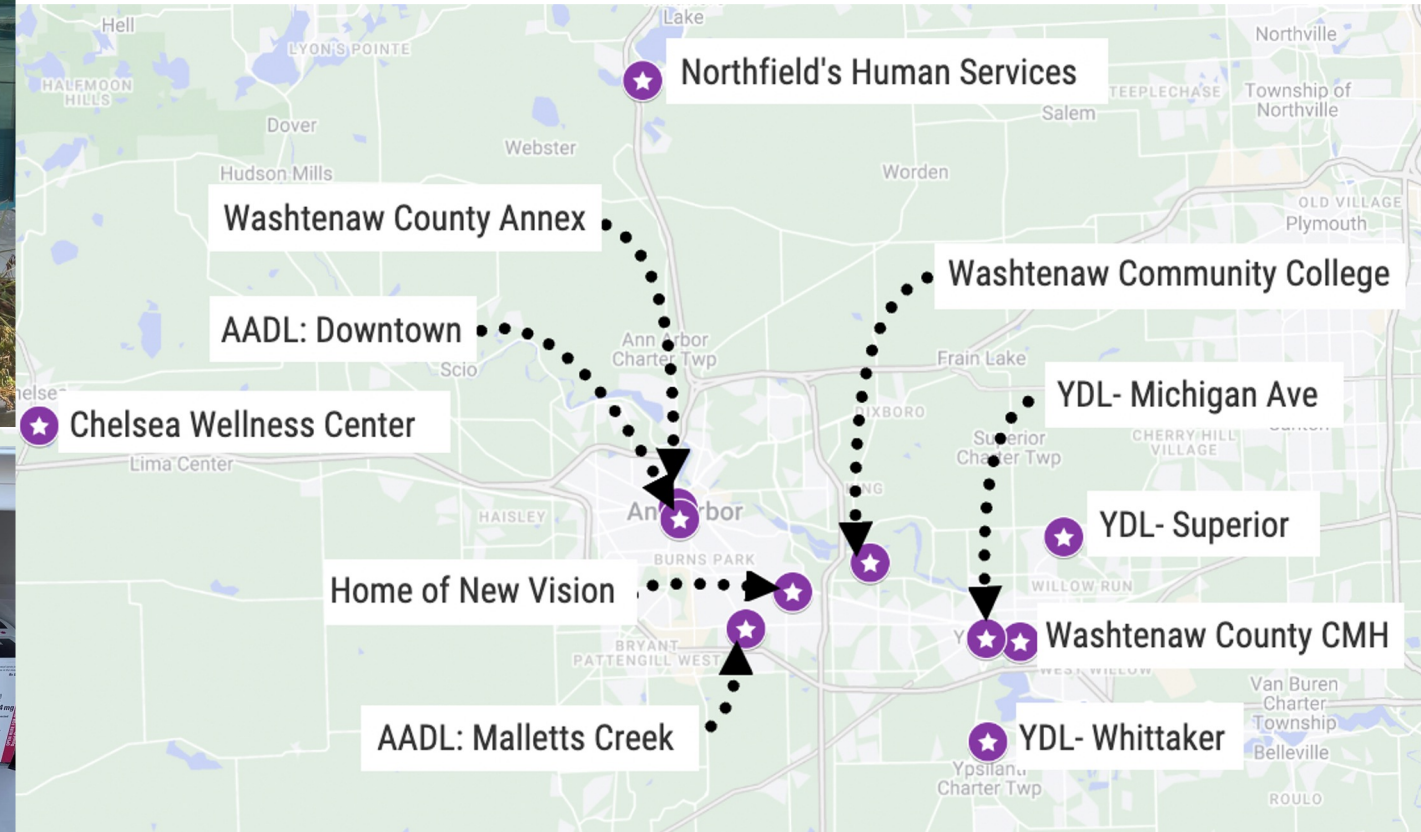 Hell
Lake
Northville
LYON'S POINTE
Northfield's Human Services
HALFMOON
HILLS
TEEPLECHASE
Township of
Northville
Dover
Salem
Webster
Hudson Mills
Worden
OLD VILLAGE
Plymouth
Washtenaw County Annex
Washtenaw Community College
AADL: Downtown
Ann Arbor
Charter Twp
Frain Lake
Scio
YDL- Michigan Ave
DIXBORO
Chelsea Wellness Center
Superior
Charter Twp
CHERRY HILL
VILLAGE
Lima Center
Ann Arbor
HAISLEY
YDL- Superior
BURNS PARK
WILLOW RUN
Home of New Vision
Washtenaw County CMH
BRYANT
PATTENGILL WEST
WEST WILLOW
Van Buren
Charter
Township
AADL: Malletts Creek
YDL- Whittaker
Belleville
Ypsilanti
Charter Twp
ROULO